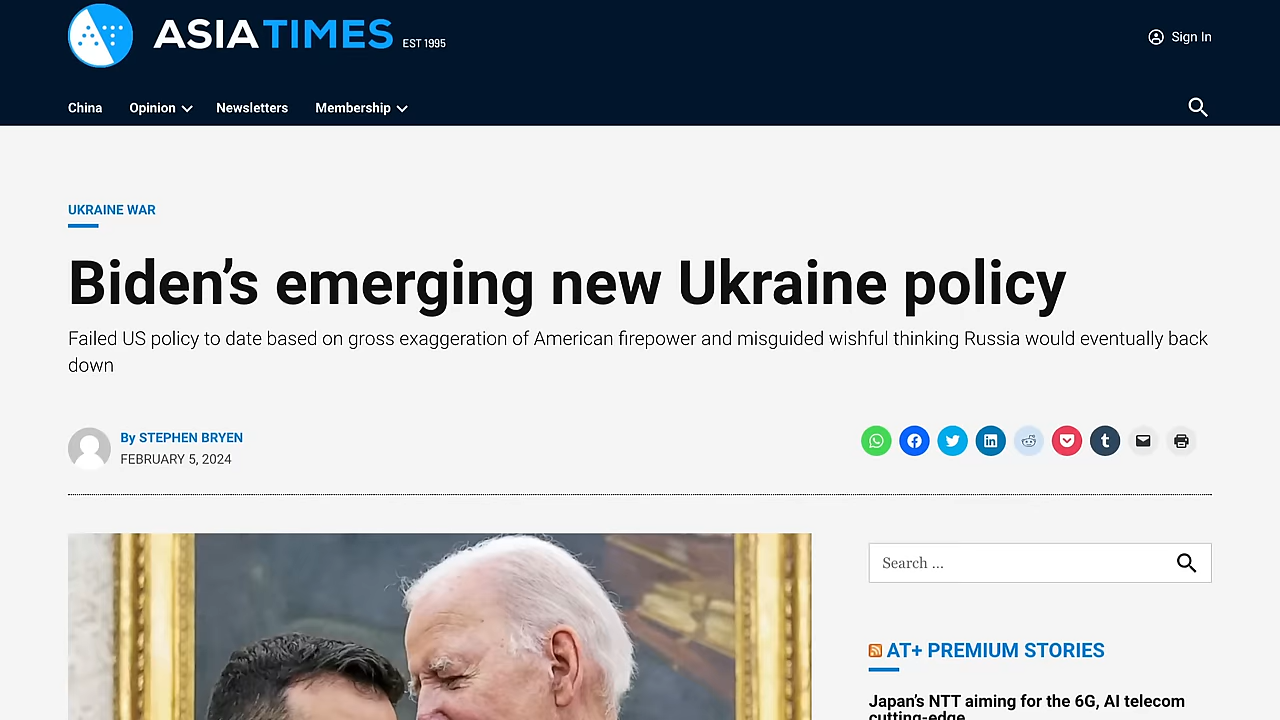 ASIA TIMES EST 1995
Sign In
China Opinion Newsletters Membership
UKRAINE WAR
Biden’s emerging new Ukraine policy
Failed US policy to date based on gross exaggeration of American firepower and misguided wishful thinking Russia would eventually back
down
By STEPHEN BRYEN
FEBRUARY 5, 2024
Search ...
AT+ PREMIUM STORIES
Japan’s NTT aiming for the 6G, AI telecom
cutting-edge